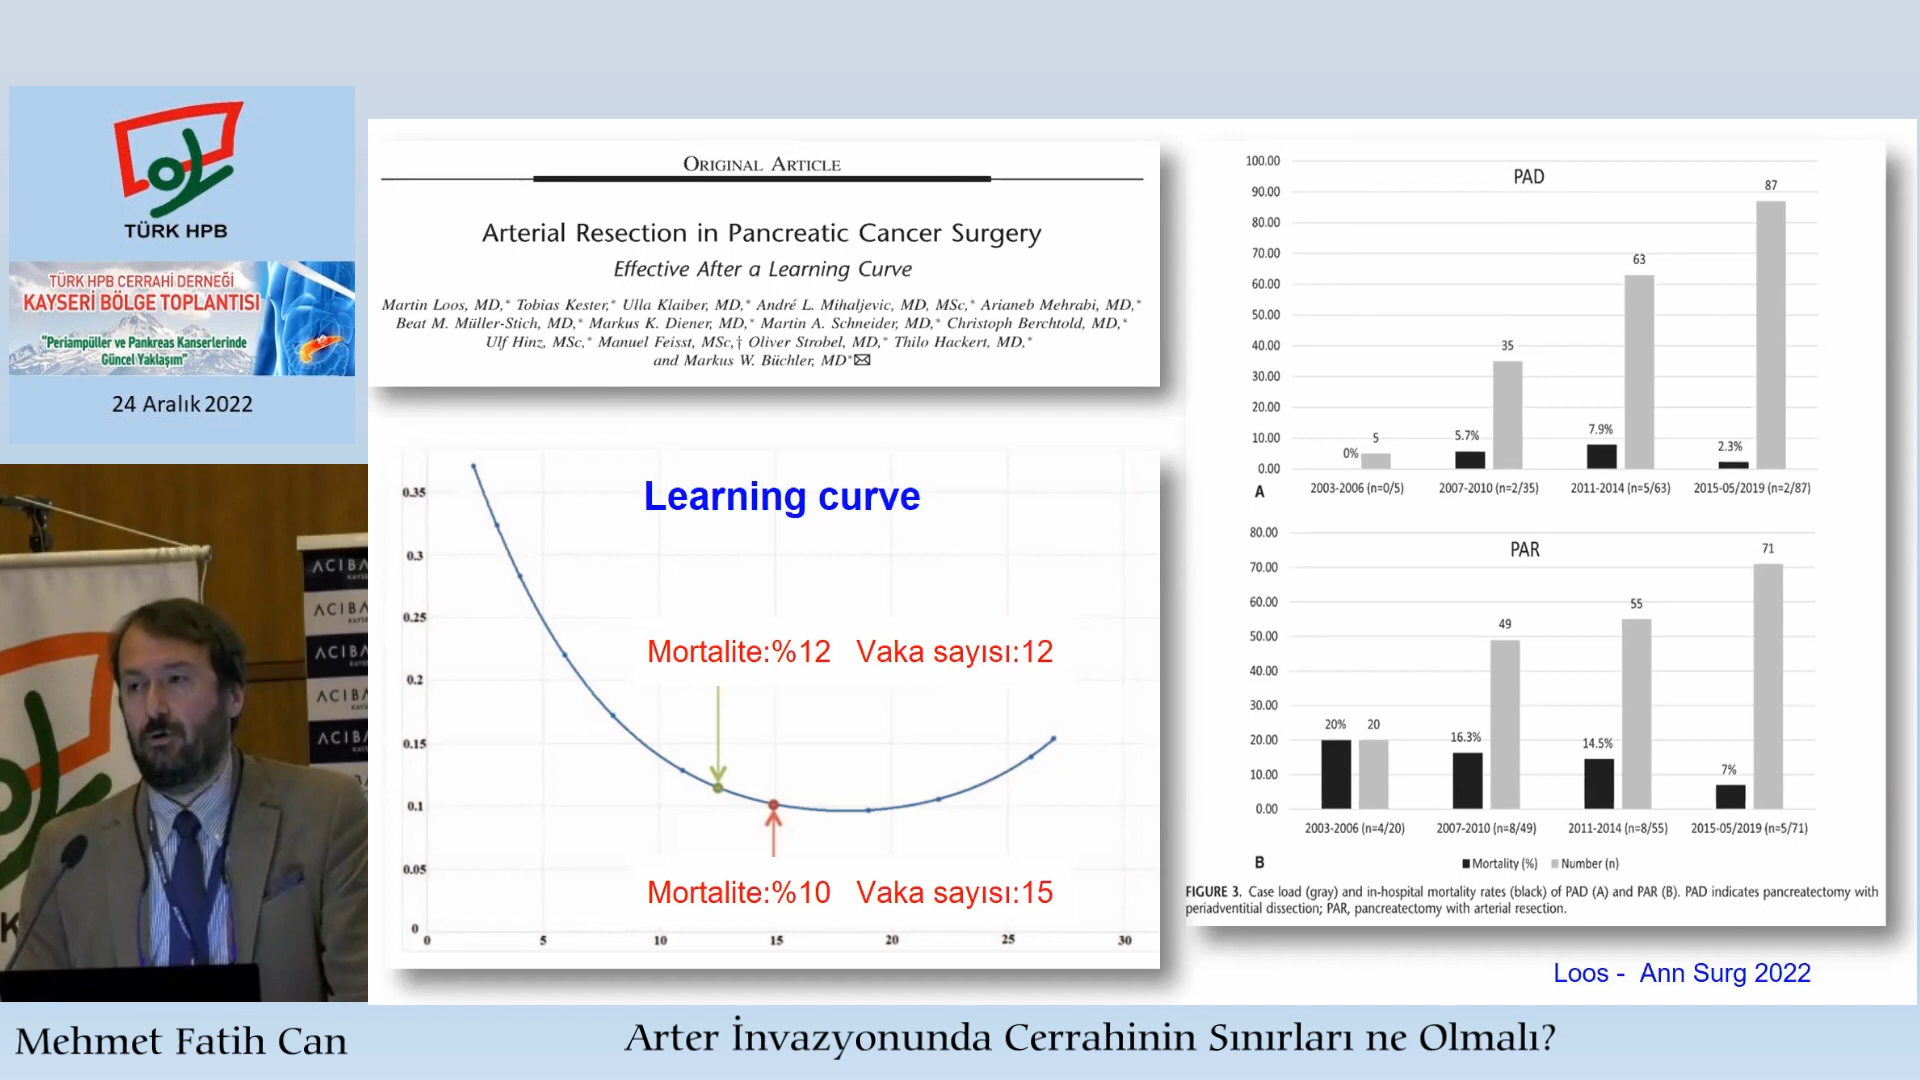 TÜRK HPB
TÜRK HPB CERRAHİ DERNEĞİ
KAYSERİ BÖLGE TOPLANTISI
"Periampüller ve Pankreas Kanserlerinde
Güncel Yaklaşım"
24 Aralık 2022
ACIBA
ACIBA
ACIBA
ACIBA
ACIBA
K
ORIGINAL ARTICLE
Arterial Resection in Pancreatic Cancer Surgery
Effective After a Learning Curve
Martin Loos, MD,* Tobias Kester,* Ulla Klaiber, MD,* André L. Mihaljevic, MD, MSc,* Arianeb Mehrabi, MD,*
Beat M. Müller-Stich, MD,* Markus K. Diener, MD,* Martin A. Schneider, MD,* Christoph Berchtold, MD,*
Ulf Hinz, MSc,* Manuel Feisst, MSc,† Oliver Strobel, MD,* Thilo Hackert, MD,*
and Markus W. Büchler, MD*✉
Learning curve
0.35
0.3
0.25
Mortalite:%12 Vaka sayısı:12
0.2
0.15
0.1
0.05
Mortalite:%10 Vaka sayısı:15
0
0 5 10 15 20 25 30
100.00
PAD
90.00
87
80.00
70.00
63
60.00
50.00
40.00
35
30.00
20.00
10.00
0% 5 5.7% 7.9% 2.3%
0.00
A
2003-2006 (n=0/5) 2007-2010 (n=2/35) 2011-2014 (n=5/63) 2015-05/2019 (n=2/87)
80.00
PAR
71
70.00
60.00
55
49
50.00
40.00
30.00
20.00
20% 20 16.3% 14.5% 7%
10.00
0.00
2003-2006 (n=4/20) 2007-2010 (n=8/49) 2011-2014 (n=8/55) 2015-05/2019 (n=5/71)
B
Mortality (%) Number (n)
FIGURE 3. Case load (gray) and in-hospital mortality rates (black) of PAD (A) and PAR (B). PAD indicates pancreatectomy with
periadventitial dissection; PAR, pancreatectomy with arterial resection.
Loos - Ann Surg 2022
Mehmet Fatih Can
Arter İnvazyonunda Cerrahinin Sınırları ne Olmalı?